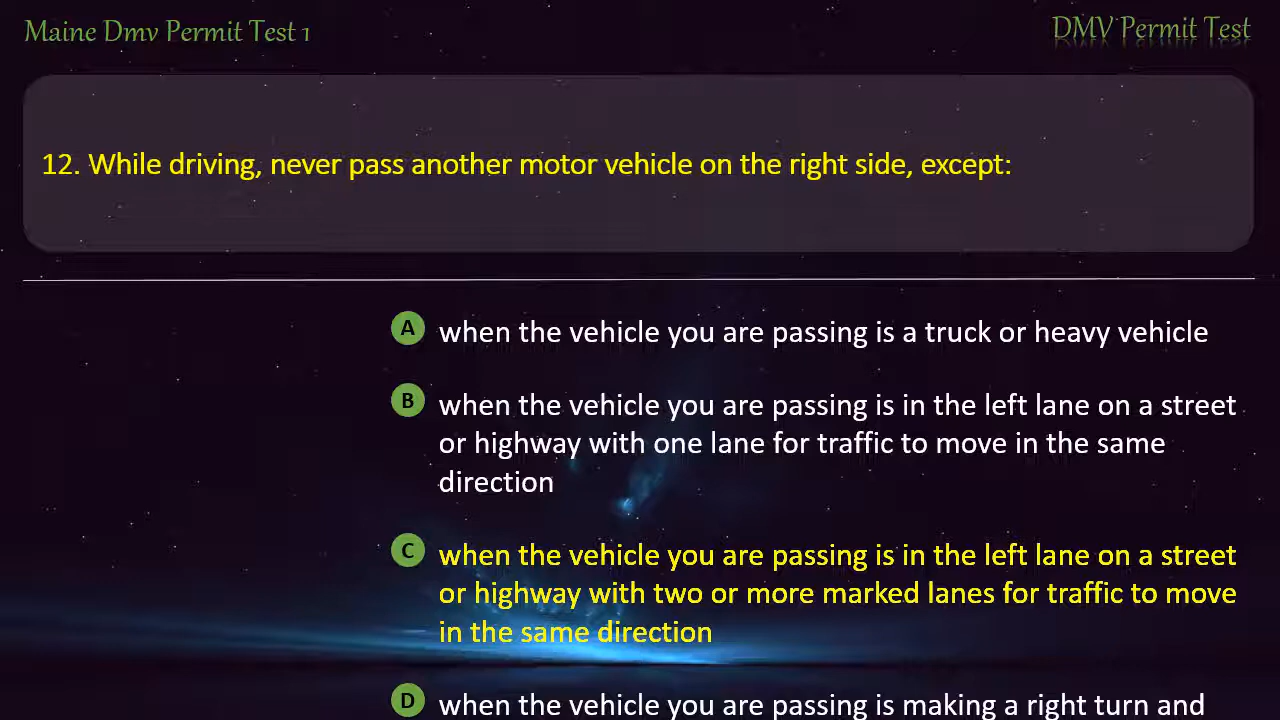 Maine Dmv Permit Test 1
DMV Permit Test
12. While driving, never pass another motor vehicle on the right side, except:
A when the vehicle you are passing is a truck or heavy vehicle
B when the vehicle you are passing is in the left lane on a street
or highway with one lane for traffic to move in the same
direction
C when the vehicle you are passing is in the left lane on a street
or highway with two or more marked lanes for traffic to move
in the same direction
D when the vehicle you are passing is making a right turn and